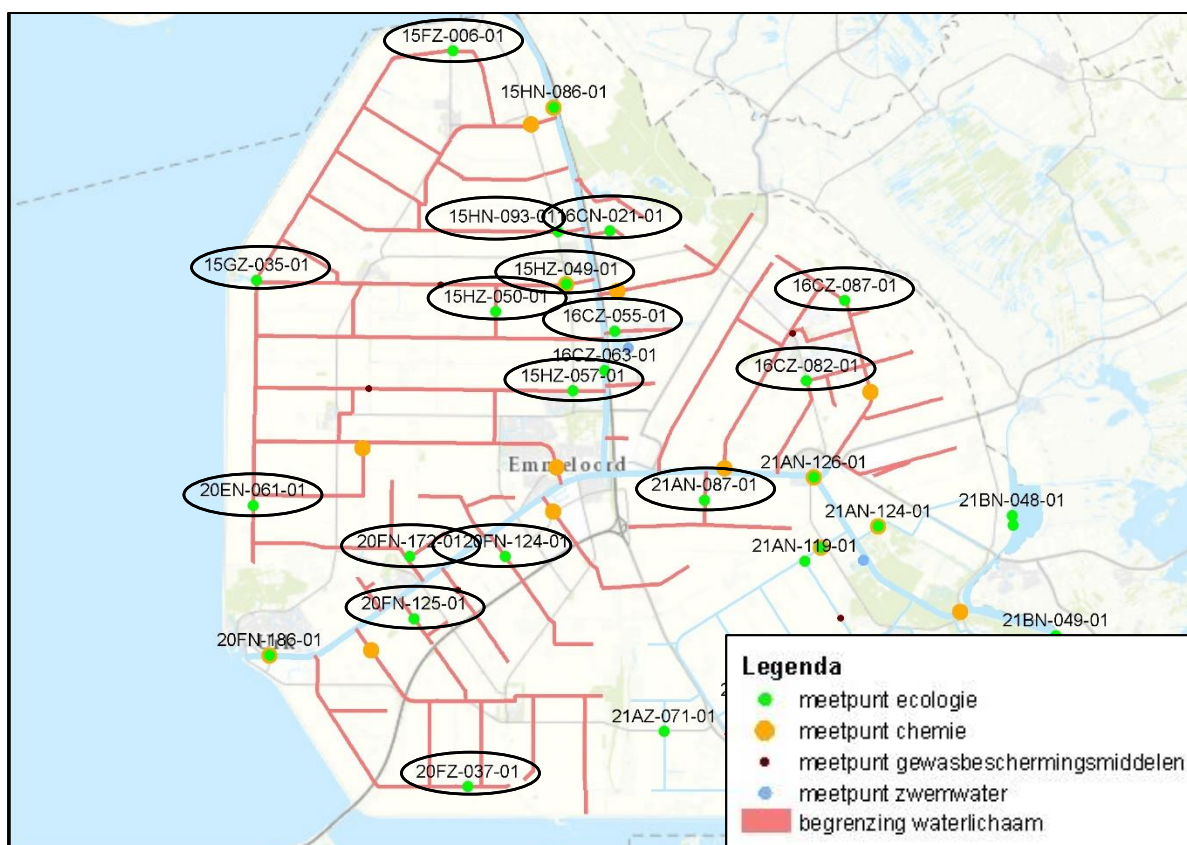 15FZ-006-01
15HN-086-01
15HN-093-01
16CN-021-01
15GZ-035-01
15HZ-049-01
15HZ-050-01
16CZ-087-01
16CZ-055-01
16CZ-063-01
15HZ-057-01
16CZ-082-01
Emmeloord
21AN-126-01
20EN-061-01
21AN-087-01
21BN-048-01
21AN-124-01
20FN-172-01
20FN-124-01
21AN-119-01
20FN-125-01
20FN-186-01
21BN-049-01
21AZ-071-01
20FZ-037-01
Legenda
meetpunt ecologie
meetpunt chemie
meetpunt gewasbeschermingsmiddelen
meetpunt zwemwater
begrenzing waterlichaam